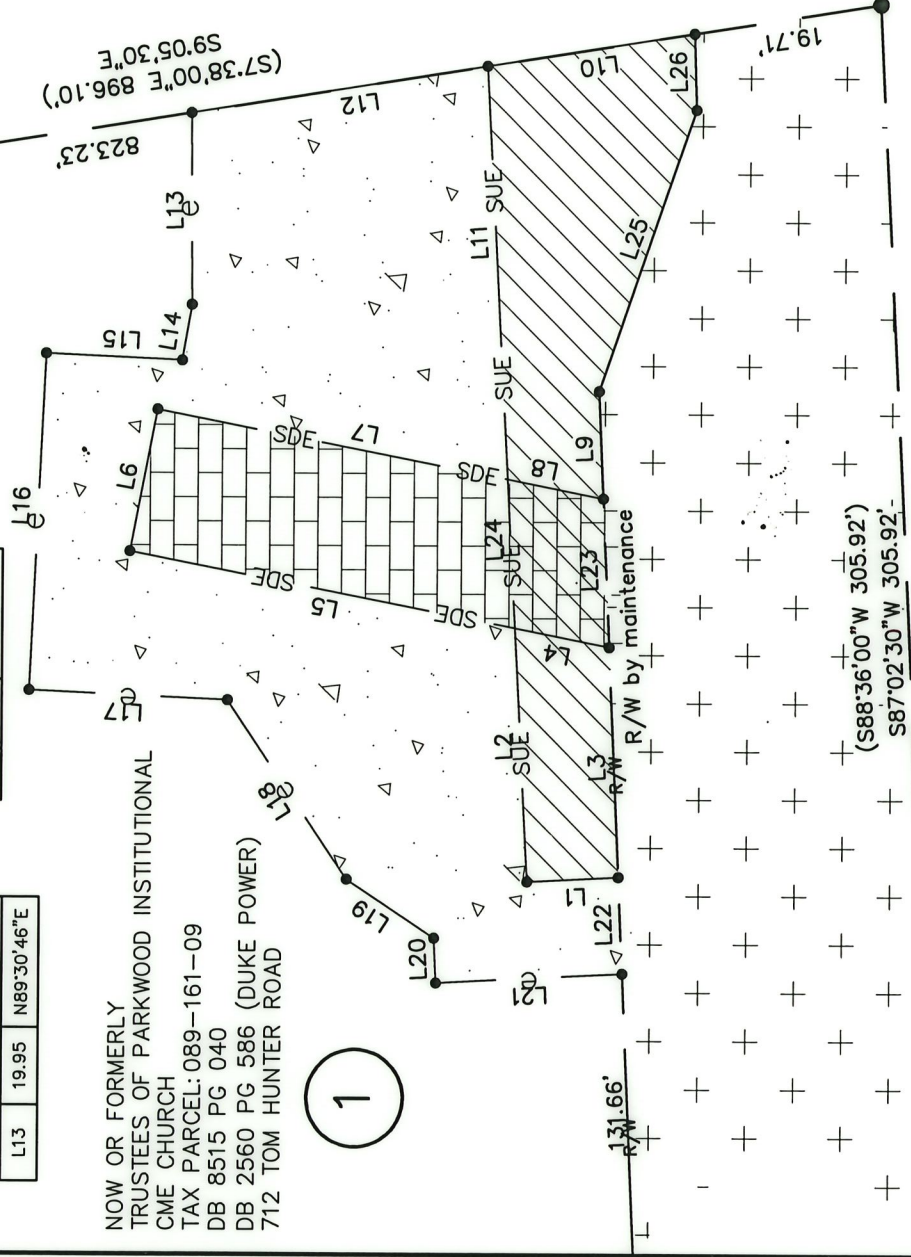 L13 19.95 N89°30'46"E
NOW OR FORMERLY
TRUSTEES OF PARKWOOD INSTITUTIONAL
CME CHURCH
TAX PARCEL: 089-161-09
DB 8515 PG 040
DB 2560 PG 586 (DUKE POWER)
712 TOM HUNTER ROAD
1
(S7°38'00"E 896.10')
S9°05'30"E
823.23'
L12
L10
19.71'
L13
e
L14
L15
L16
e
L17
e
L18
e
L19
L20
L21
e
L22
L1
L2
SUE
L3
R/W
L4
L5
SDE
SDE
L6
L7
SDE
SDE
L8
L9
L11
SUE
SUE
L24
SUE
L23
L25
L26
R/W by maintenance
131.66'
R/W
(S88°36'00"W 305.92')
S87°02'30"W 305.92'